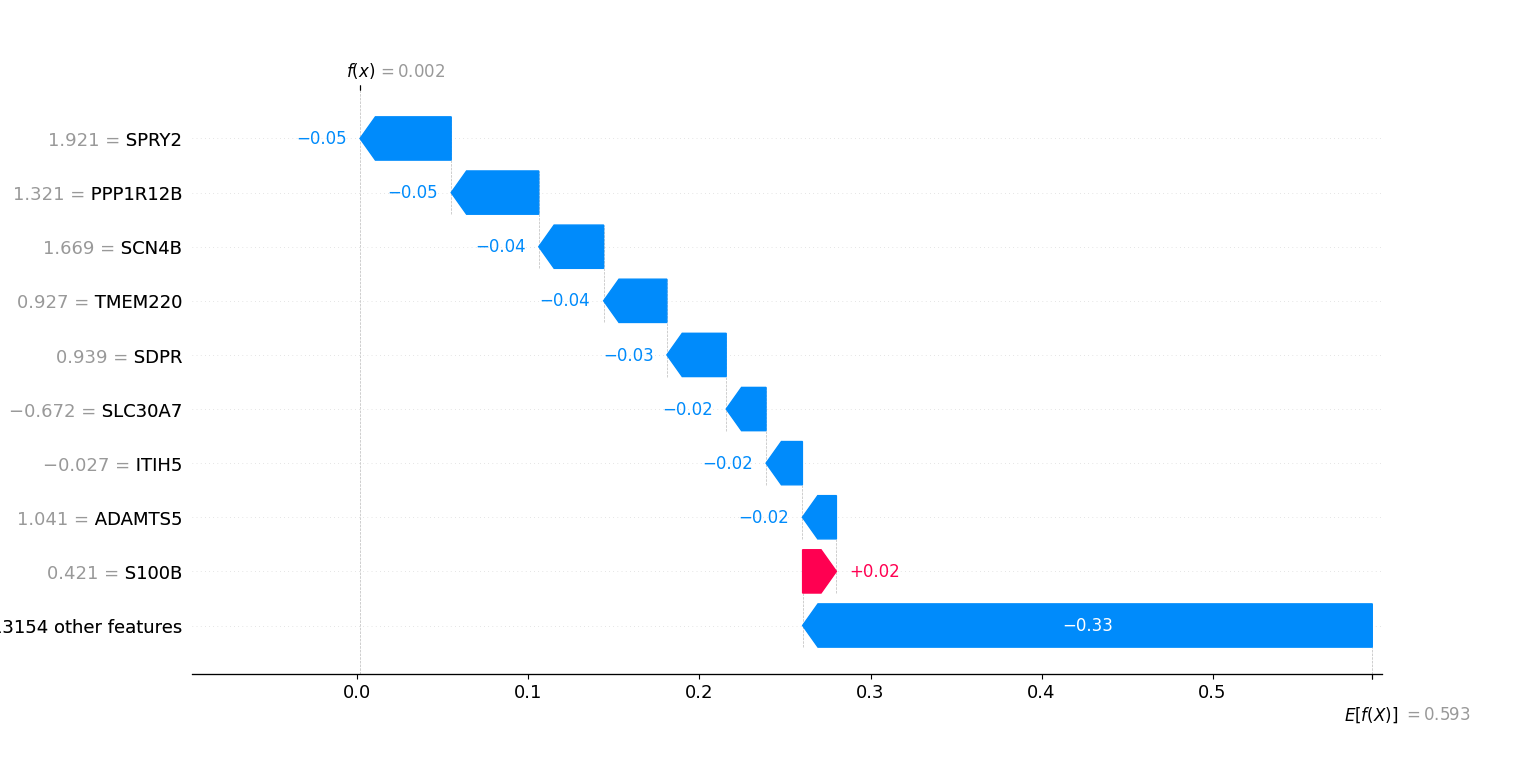 f(x) = 0.002
1.921 = SPRY2
−0.05
1.321 = PPP1R12B
−0.05
1.669 = SCN4B
−0.04
0.927 = TMEM220
−0.04
0.939 = SDPR
−0.03
−0.672 = SLC30A7
−0.02
−0.027 = ITIH5
−0.02
1.041 = ADAMTS5
−0.02
0.421 = S100B
+0.02
3154 other features
−0.33
0.0 0.1 0.2 0.3 0.4 0.5
E[f(X)] = 0.593